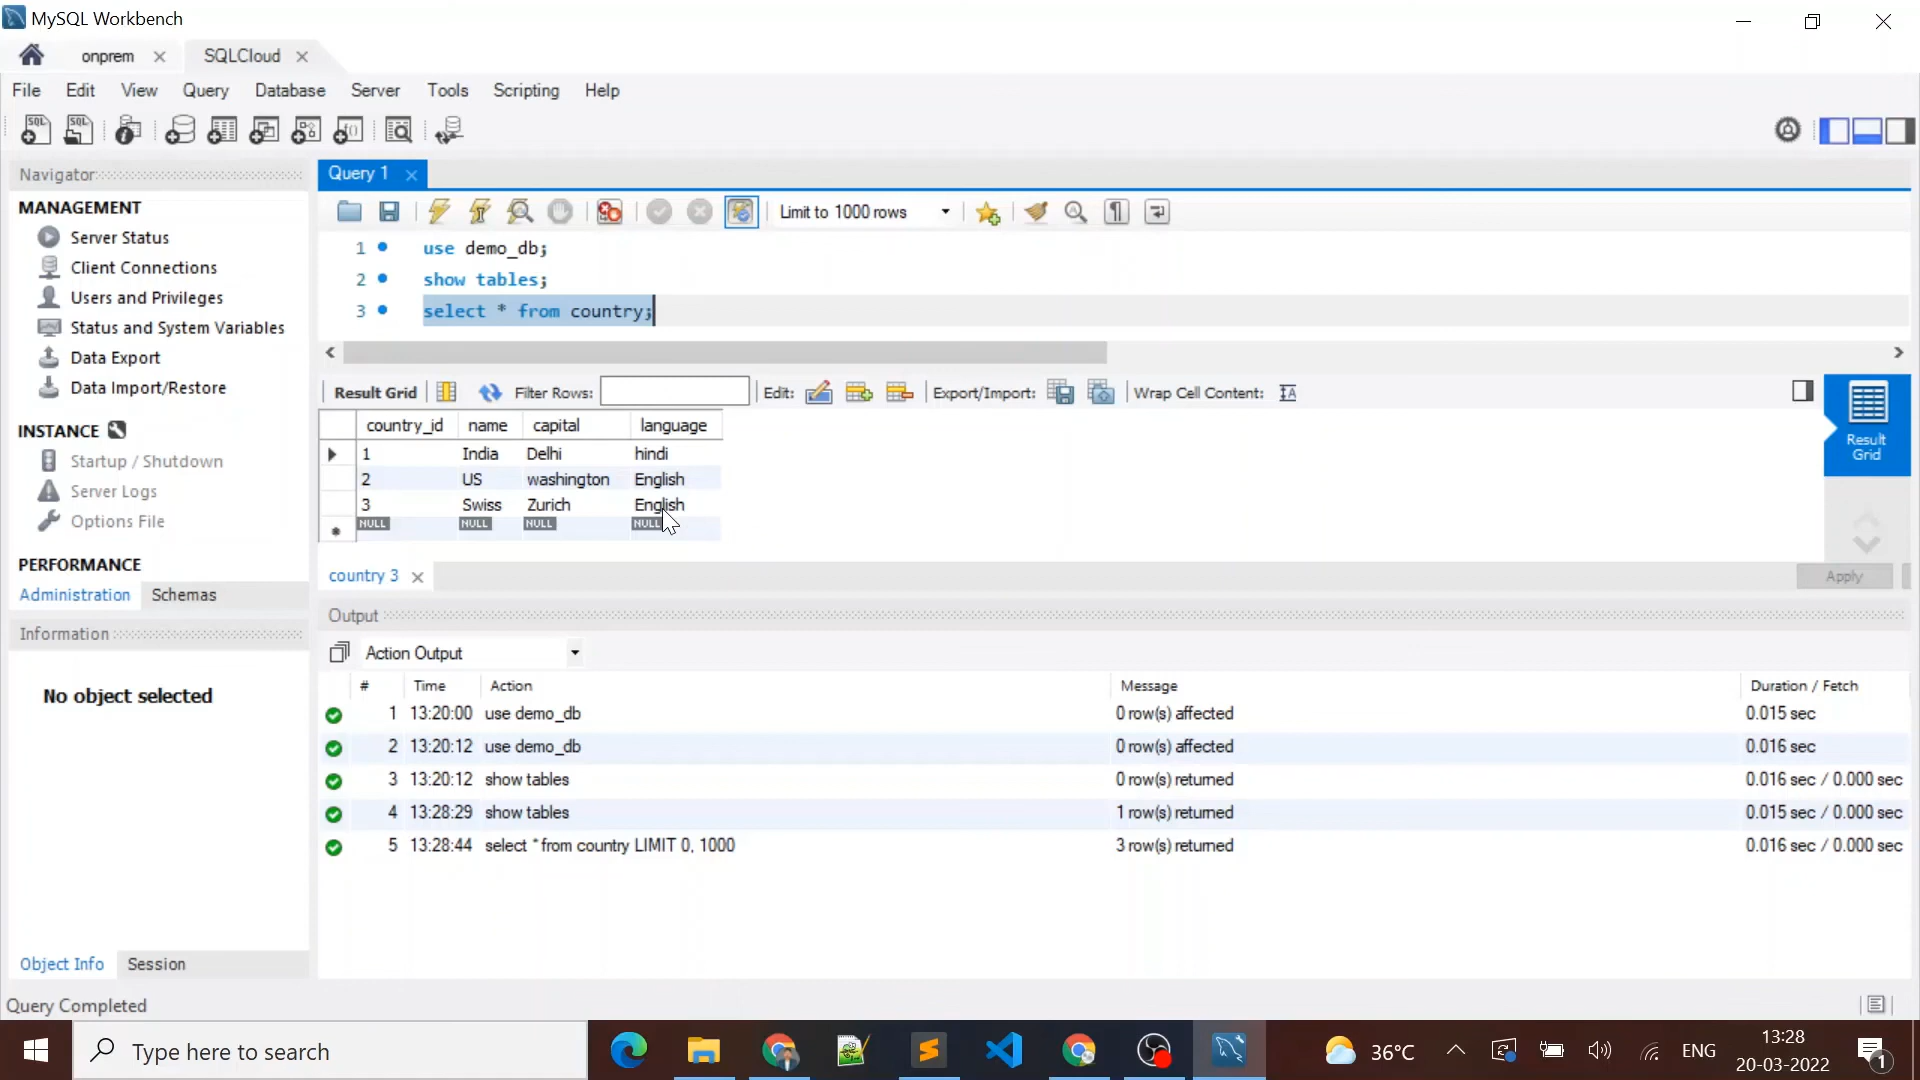 MySQL Workbench
onprem
SQLCloud
File Edit View Query Database Server Tools Scripting Help
Navigator
MANAGEMENT
Server Status
Client Connections
Users and Privileges
Status and System Variables
Data Export
Data Import/Restore
INSTANCE
Startup / Shutdown
Server Logs
Options File
PERFORMANCE
Administration Schemas
Information
No object selected
Object Info Session
Query 1
Limit to 1000 rows
1 use demo_db;
2 show tables;
3 select * from country;
Result Grid Filter Rows: Edit: Export/Import: Wrap Cell Content:
country_id name capital language
1 India Delhi hindi
2 US washington English
3 Swiss Zurich English
NULL NULL NULL NULL
Result
Grid
country 3
Apply
Output
Action Output
# Time Action Message Duration / Fetch
1 13:20:00 use demo_db 0 row(s) affected 0.015 sec
2 13:20:12 use demo_db 0 row(s) affected 0.016 sec
3 13:20:12 show tables 0 row(s) returned 0.016 sec / 0.000 sec
4 13:28:29 show tables 1 row(s) returned 0.015 sec / 0.000 sec
5 13:28:44 select * from country LIMIT 0, 1000 3 row(s) returned 0.016 sec / 0.000 sec
Query Completed
Type here to search
36°C
ENG
13:28
20-03-2022
1